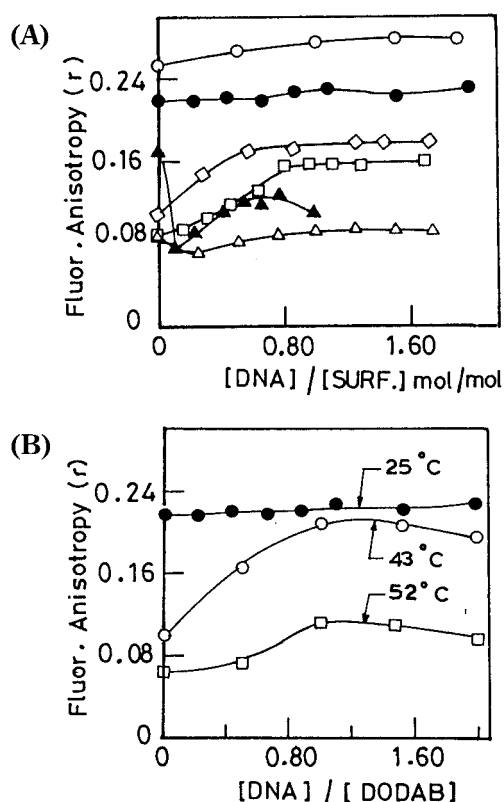 (A)
0.24
0.16
0.08
0
Fluor. Anisotropy (r)
0 0.80 1.60
[DNA] / [SURF.] mol/mol
(B)
25°C
43°C
52°C
0.24
0.16
0.08
0
Fluor. Anisotropy (r)
0 0.80 1.60
[DNA] / [DODAB]